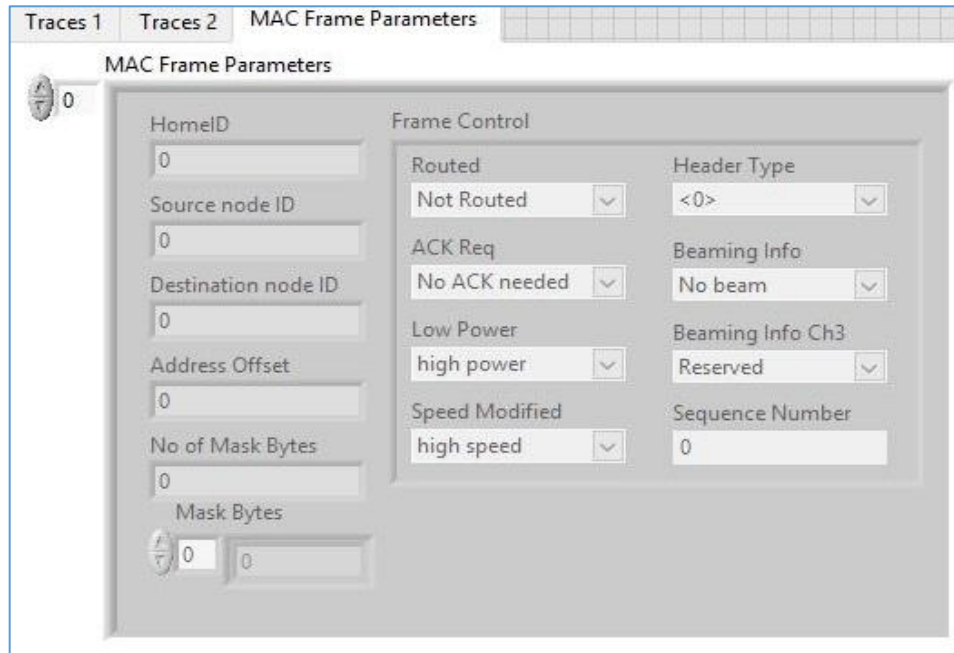 Traces 1 Traces 2 MAC Frame Parameters
MAC Frame Parameters
0
HomeID
0
Source node ID
0
Destination node ID
0
Address Offset
0
No of Mask Bytes
0
Mask Bytes
0 0
Frame Control
Routed
Not Routed
ACK Req
No ACK needed
Low Power
high power
Speed Modified
high speed
Header Type
<0>
Beaming Info
No beam
Beaming Info Ch3
Reserved
Sequence Number
0